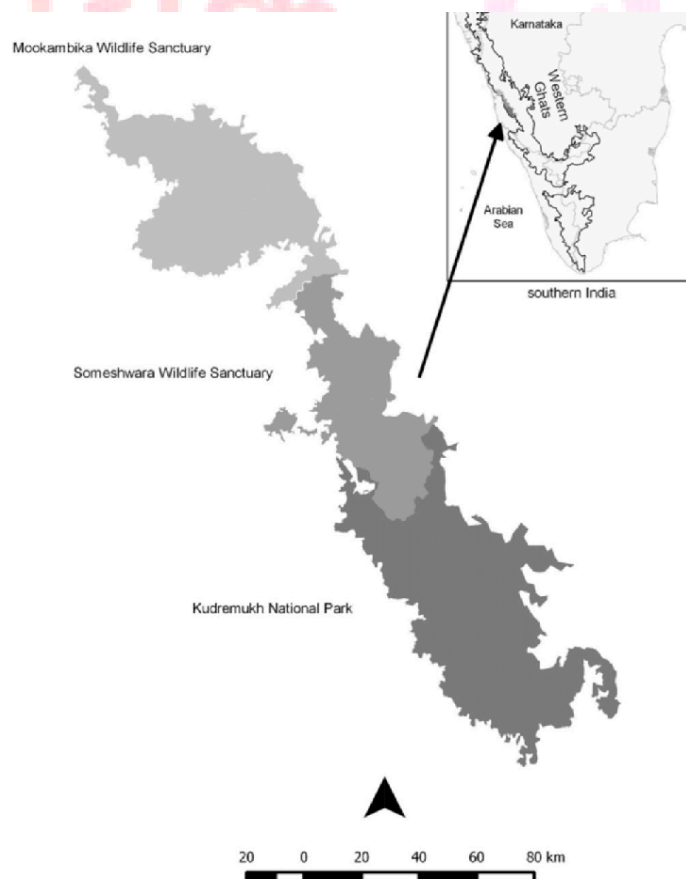 Karnataka
Mookambika Wildlife Sanctuary
Western
Ghats
Arabian
Sea
southern India
Someshwara Wildlife Sanctuary
Kudremukh National Park
20 0 20 40 60 80 km